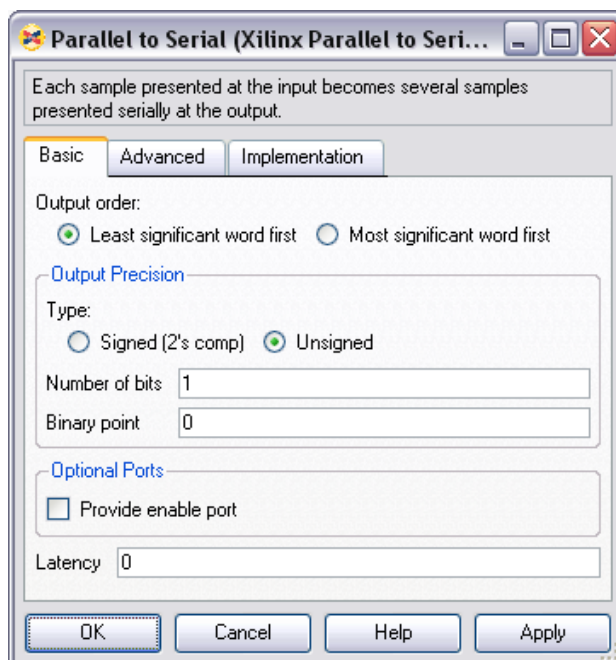 Parallel to Serial (Xilinx Parallel to Seri...
Each sample presented at the input becomes several samples
presented serially at the output.
Basic Advanced Implementation
Output order:
Least significant word first Most significant word first
Output Precision
Type:
Signed (2's comp) Unsigned
Number of bits 1
Binary point 0
Optional Ports
Provide enable port
Latency 0
OK Cancel Help Apply